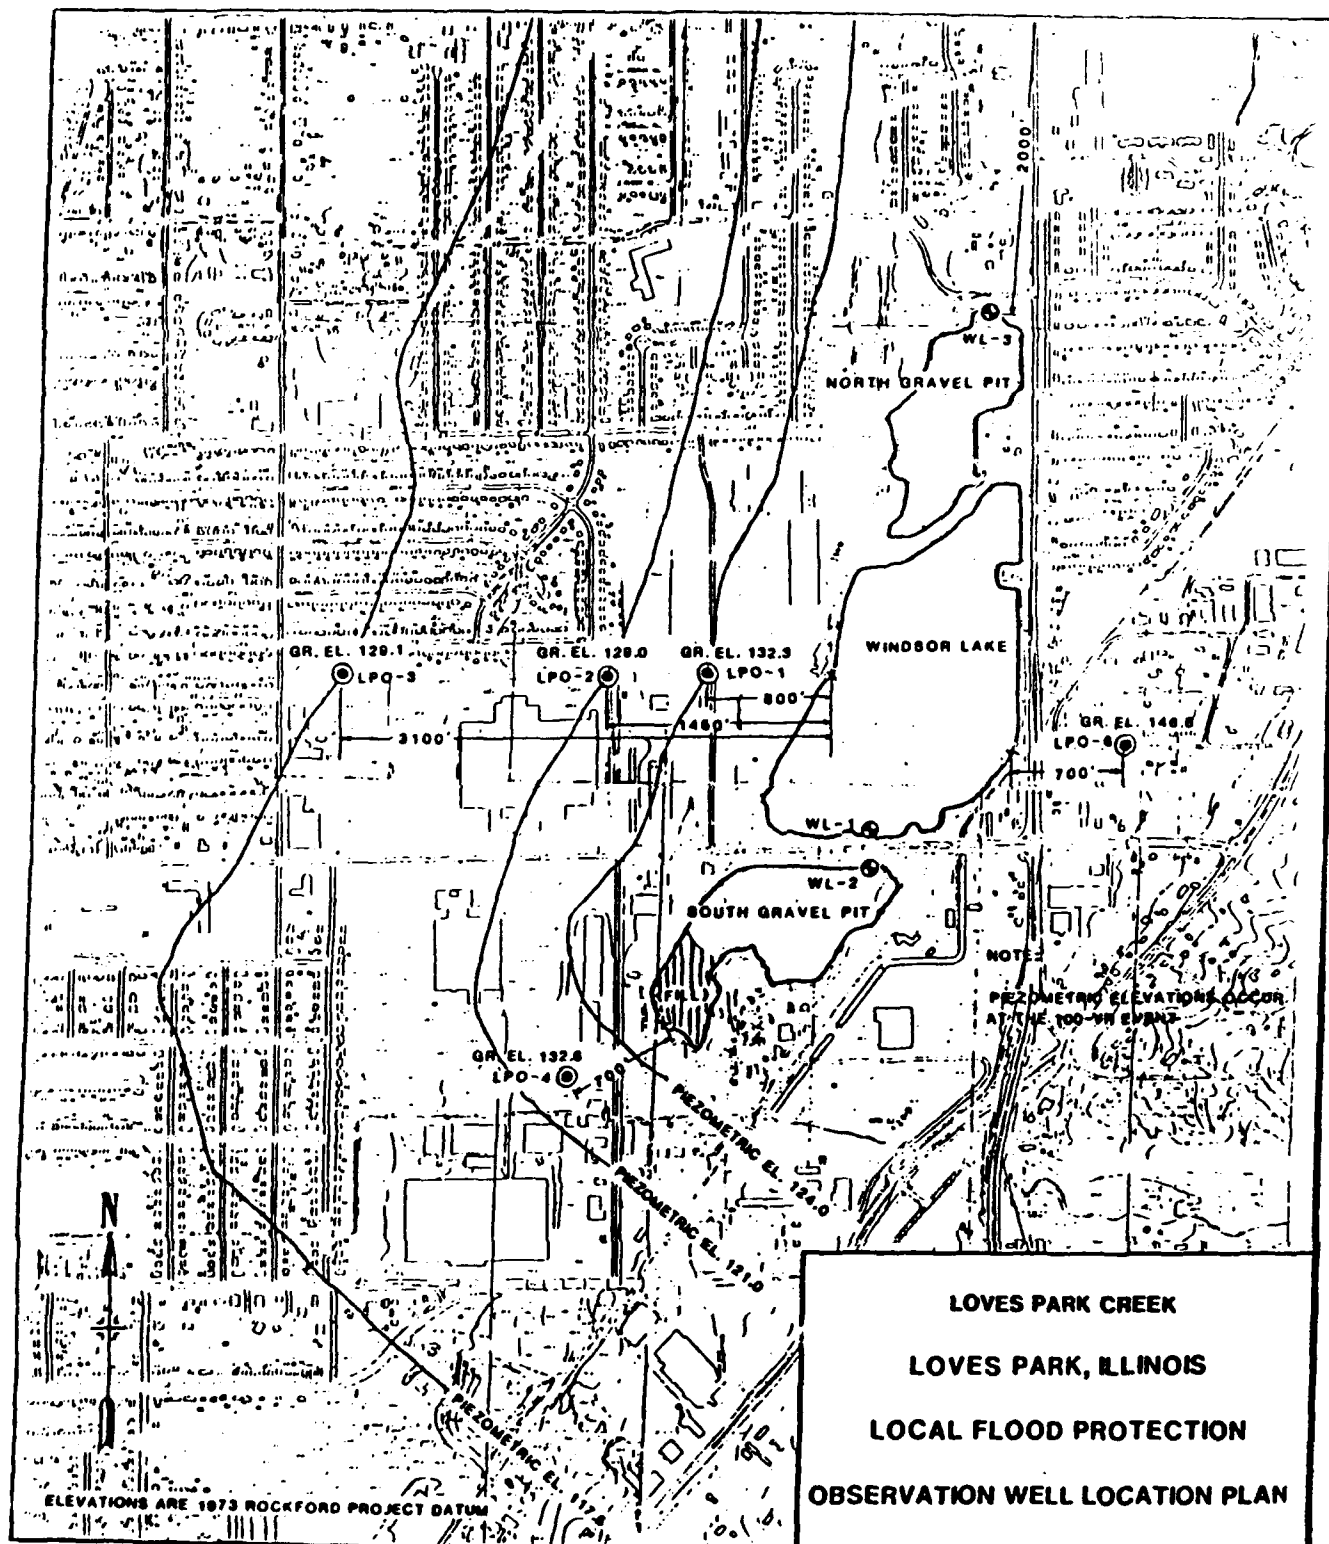 2000
WL-3
NORTH GRAVEL PIT
GR. EL. 129.1
LPO-3
GR. EL. 129.0
LPO-2
GR. EL. 132.3
LPO-1
WINDSOR LAKE
800'
1450'
3100'
GR. EL. 146.6
LPO-6
700'
WL-1
WL-2
SOUTH GRAVEL PIT
(FILL)
NOTE:
PIEZOMETRIC ELEVATIONS OCCUR
AT THE 100-YR EVENT
GR. EL. 132.6
LPO-4
PIEZOMETRIC EL. 124.0
PIEZOMETRIC EL. 121.0
PIEZOMETRIC EL.
N
ELEVATIONS ARE 1973 ROCKFORD PROJECT DATUM
LOVES PARK CREEK
LOVES PARK, ILLINOIS
LOCAL FLOOD PROTECTION
OBSERVATION WELL LOCATION PLAN